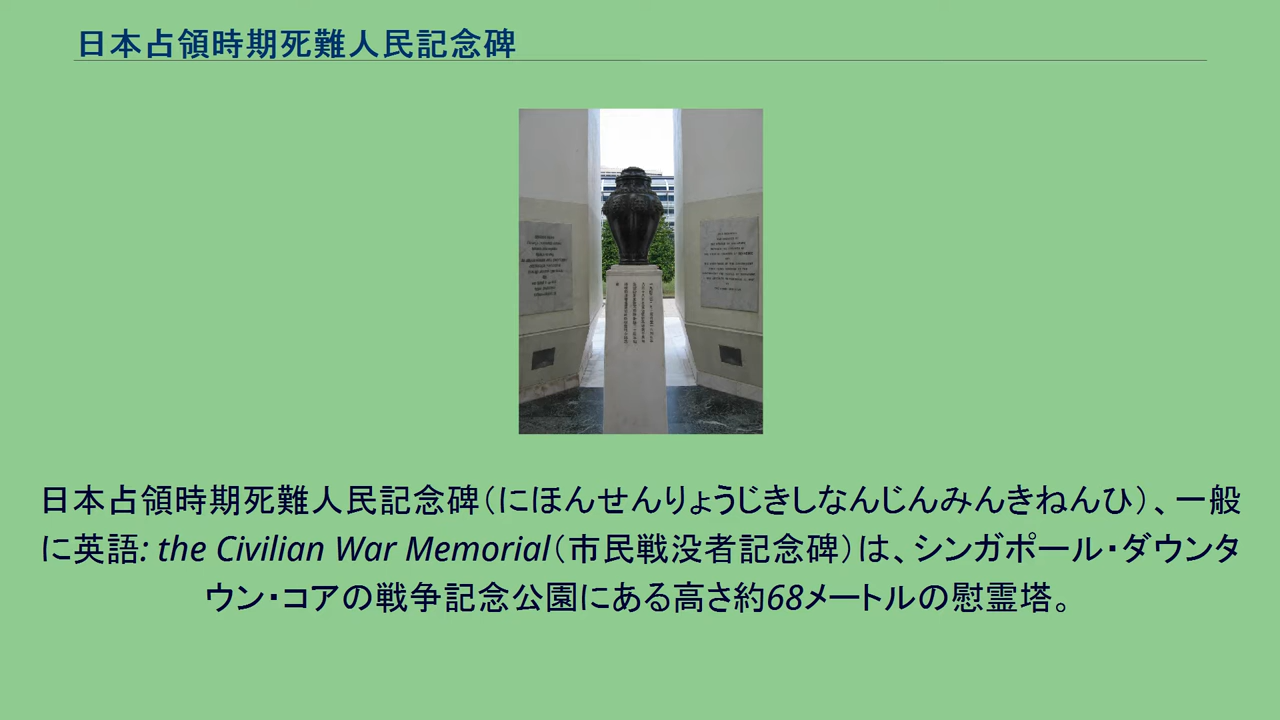 日本占領時期死難人民記念碑
日本占領時期死難人民記念碑（にほんせんりょうじきしなんじんみんきねんひ）、一般
に英語: the Civilian War Memorial（市民戦没者記念碑）は、シンガポール・ダウンタ
ウン・コアの戦争記念公園にある高さ約68メートルの慰霊塔。